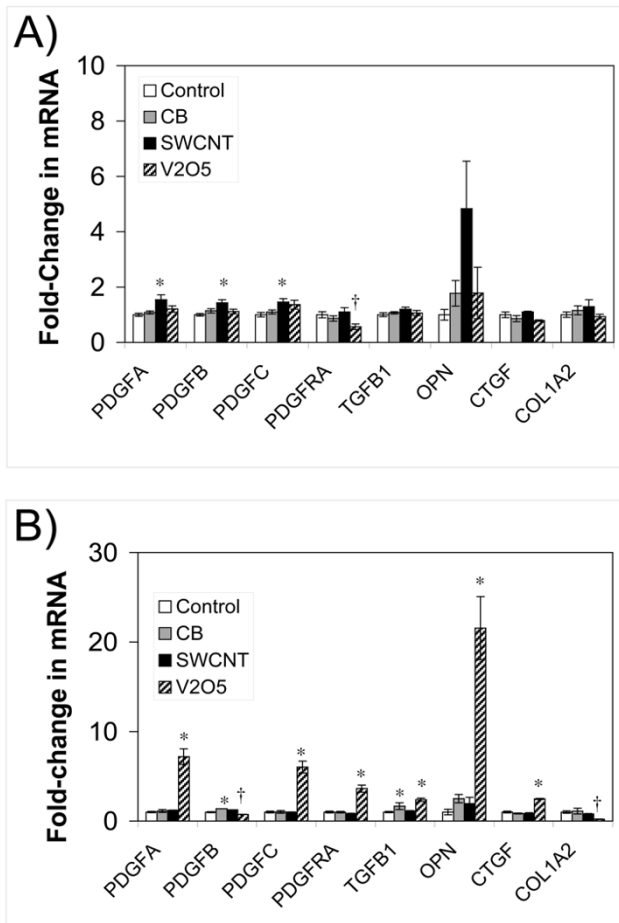 A)
Fold-Change in mRNA
10
8
6
4
2
0
Control
CB
SWCNT
V2O5
* * * †
PDGFA PDGFB PDGFC PDGFRA TGFB1 OPN CTGF COL1A2
B)
Fold-change in mRNA
30
20
10
0
Control
CB
SWCNT
V2O5
* * † * * * * * * †
PDGFA PDGFB PDGFC PDGFRA TGFB1 OPN CTGF COL1A2